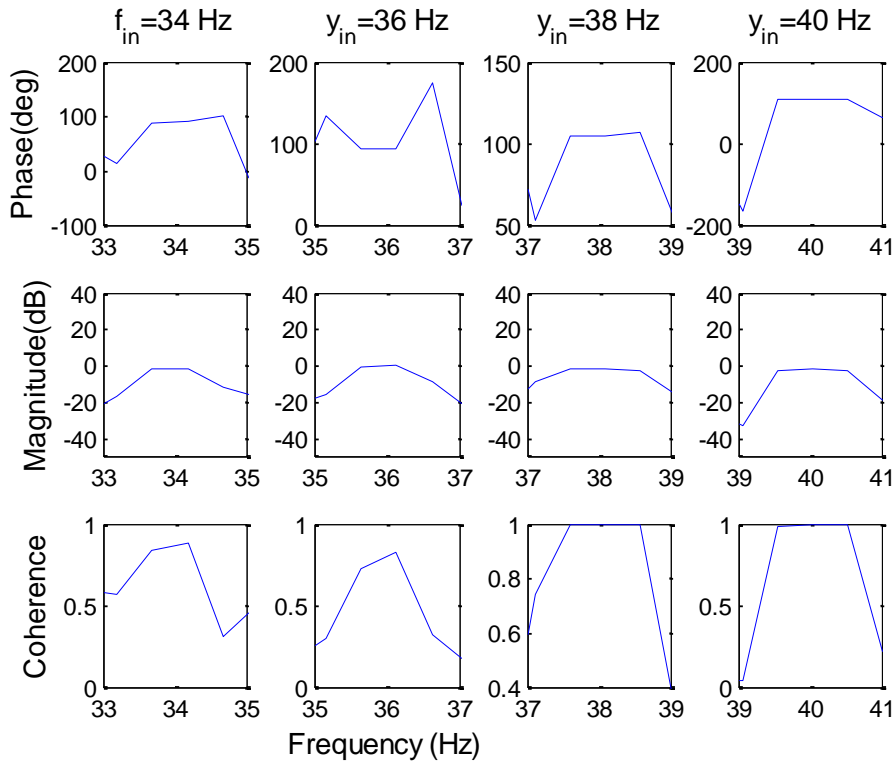 f_in=34 Hz y_in=36 Hz y_in=38 Hz y_in=40 Hz
Phase(deg)
200 100 0 -100
33 34 35
200 100 0
35 36 37
150 100 50
37 38 39
200 0 -200
39 40 41
Magnitude(dB)
40 20 0 -20 -40
33 34 35
40 20 0 -20 -40
35 36 37
40 20 0 -20 -40
37 38 39
40 20 0 -20 -40
39 40 41
Coherence
1 0.5 0
33 34 35
1 0.5 0
35 36 37
1 0.8 0.6 0.4
37 38 39
1 0.5 0
39 40 41
Frequency (Hz)